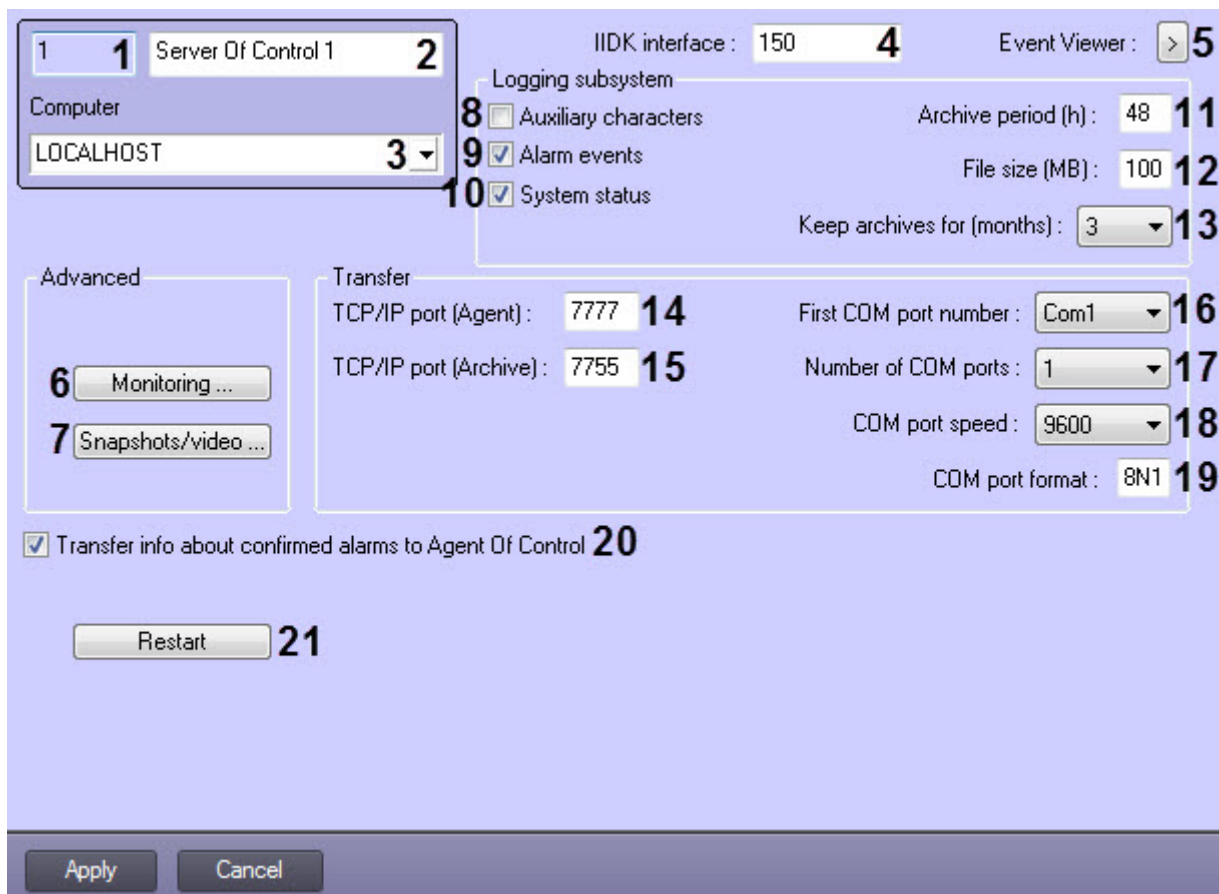 1 1 Server Of Control 1 2
Computer
LOCALHOST 3
IIDK interface : 150 4
Event Viewer : > 5
Logging subsystem
8 Auxiliary characters
9 Alarm events
10 System status
Archive period (h) : 48 11
File size (MB) : 100 12
Keep archives for (months) : 3 13
Advanced
6 Monitoring ...
7 Snapshots/video ...
Transfer
TCP/IP port (Agent) : 7777 14
TCP/IP port (Archive) : 7755 15
First COM port number : Com1 16
Number of COM ports : 1 17
COM port speed : 9600 18
COM port format : 8N1 19
Transfer info about confirmed alarms to Agent Of Control 20
Restart 21
Apply Cancel